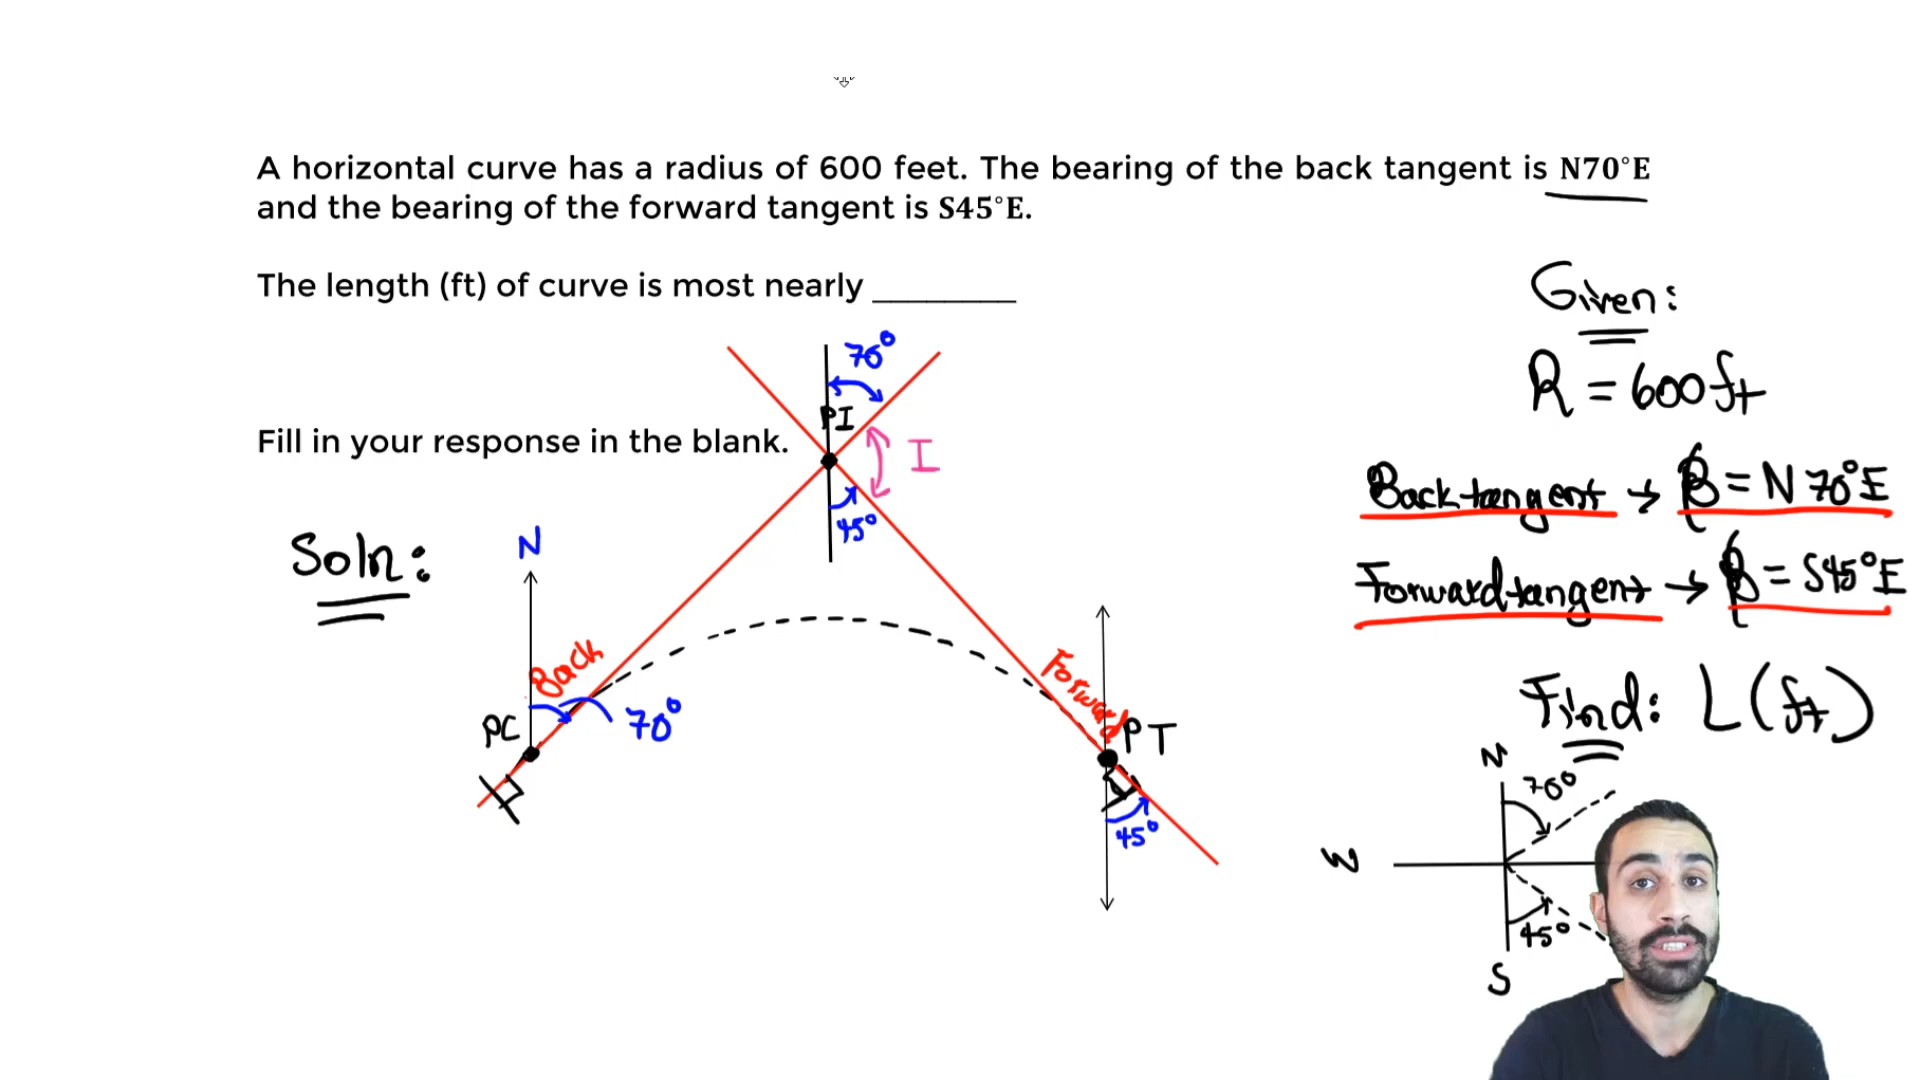 A horizontal curve has a radius of 600 feet. The bearing of the back tangent is N70°E
and the bearing of the forward tangent is S45°E.
The length (ft) of curve is most nearly ________
Fill in your response in the blank.
Given:
R = 600ft
Back tangent → β = N 70°E
Forward tangent → β = S45°E
Find: L(ft)
Soln:
70°
PI
I
45°
N
Back
PC
70°
Forward
PT
45°
N
70°
W
45°
S